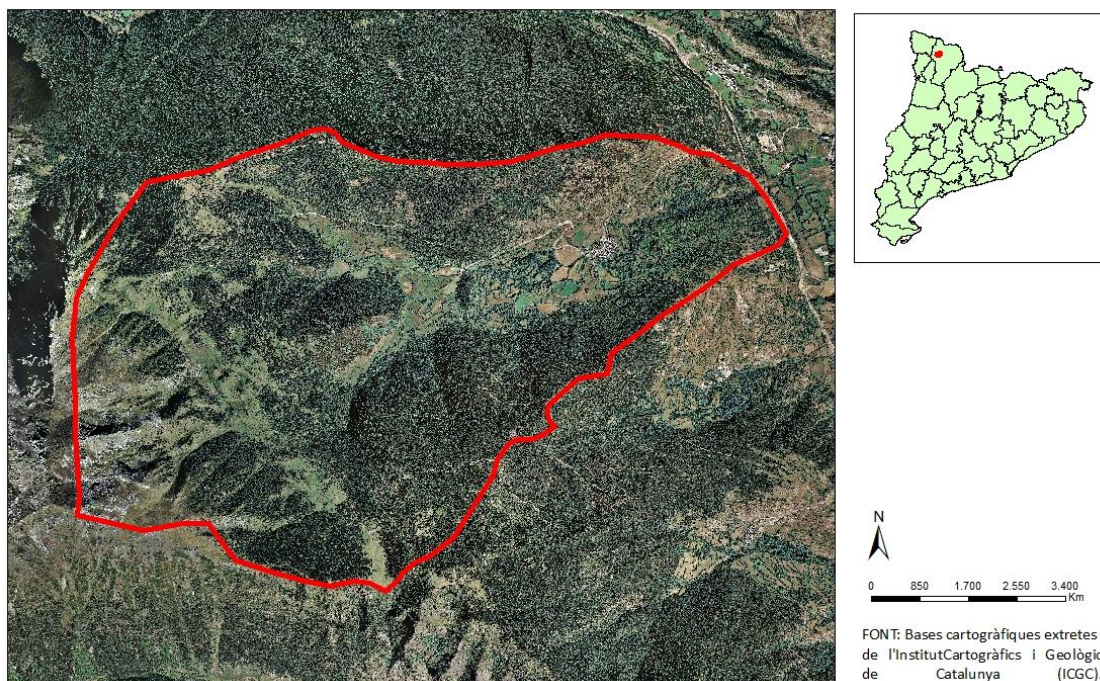 N
0 850 1.700 2.550 3.400
Km
FONT: Bases cartogràfiques extretes
de l'InstitutCartogràfics i Geològic
de Catalunya (ICGC).